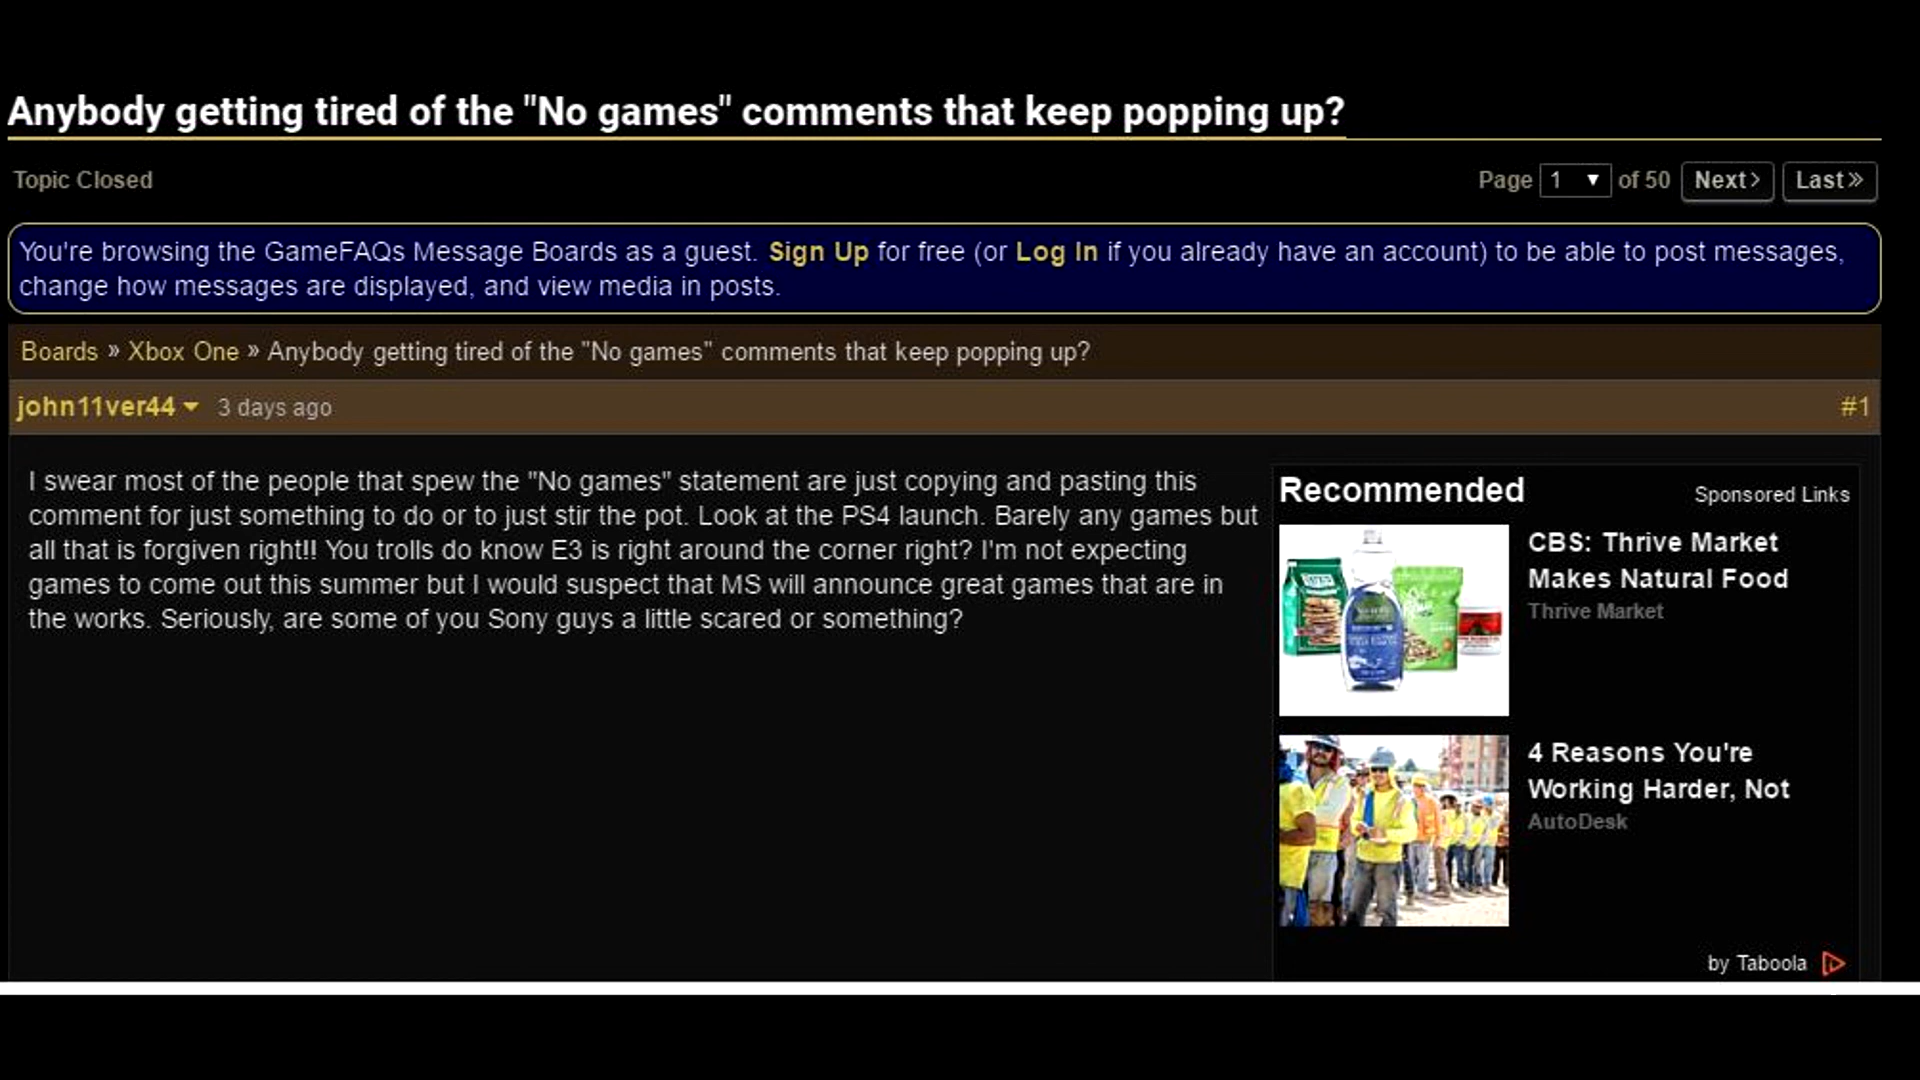 Anybody getting tired of the "No games" comments that keep popping up?
Topic Closed
Page 1 of 50 Next> Last»
You're browsing the GameFAQs Message Boards as a guest. Sign Up for free (or Log In if you already have an account) to be able to post messages,
change how messages are displayed, and view media in posts.
Boards » Xbox One » Anybody getting tired of the "No games" comments that keep popping up?
john11ver44 3 days ago #1
I swear most of the people that spew the "No games" statement are just copying and pasting this
comment for just something to do or to just stir the pot. Look at the PS4 launch. Barely any games but
all that is forgiven right!! You trolls do know E3 is right around the corner right? I'm not expecting
games to come out this summer but I would suspect that MS will announce great games that are in
the works. Seriously, are some of you Sony guys a little scared or something?
Recommended
Sponsored Links
CBS: Thrive Market
Makes Natural Food
Thrive Market
4 Reasons You're
Working Harder, Not
AutoDesk
by Taboola